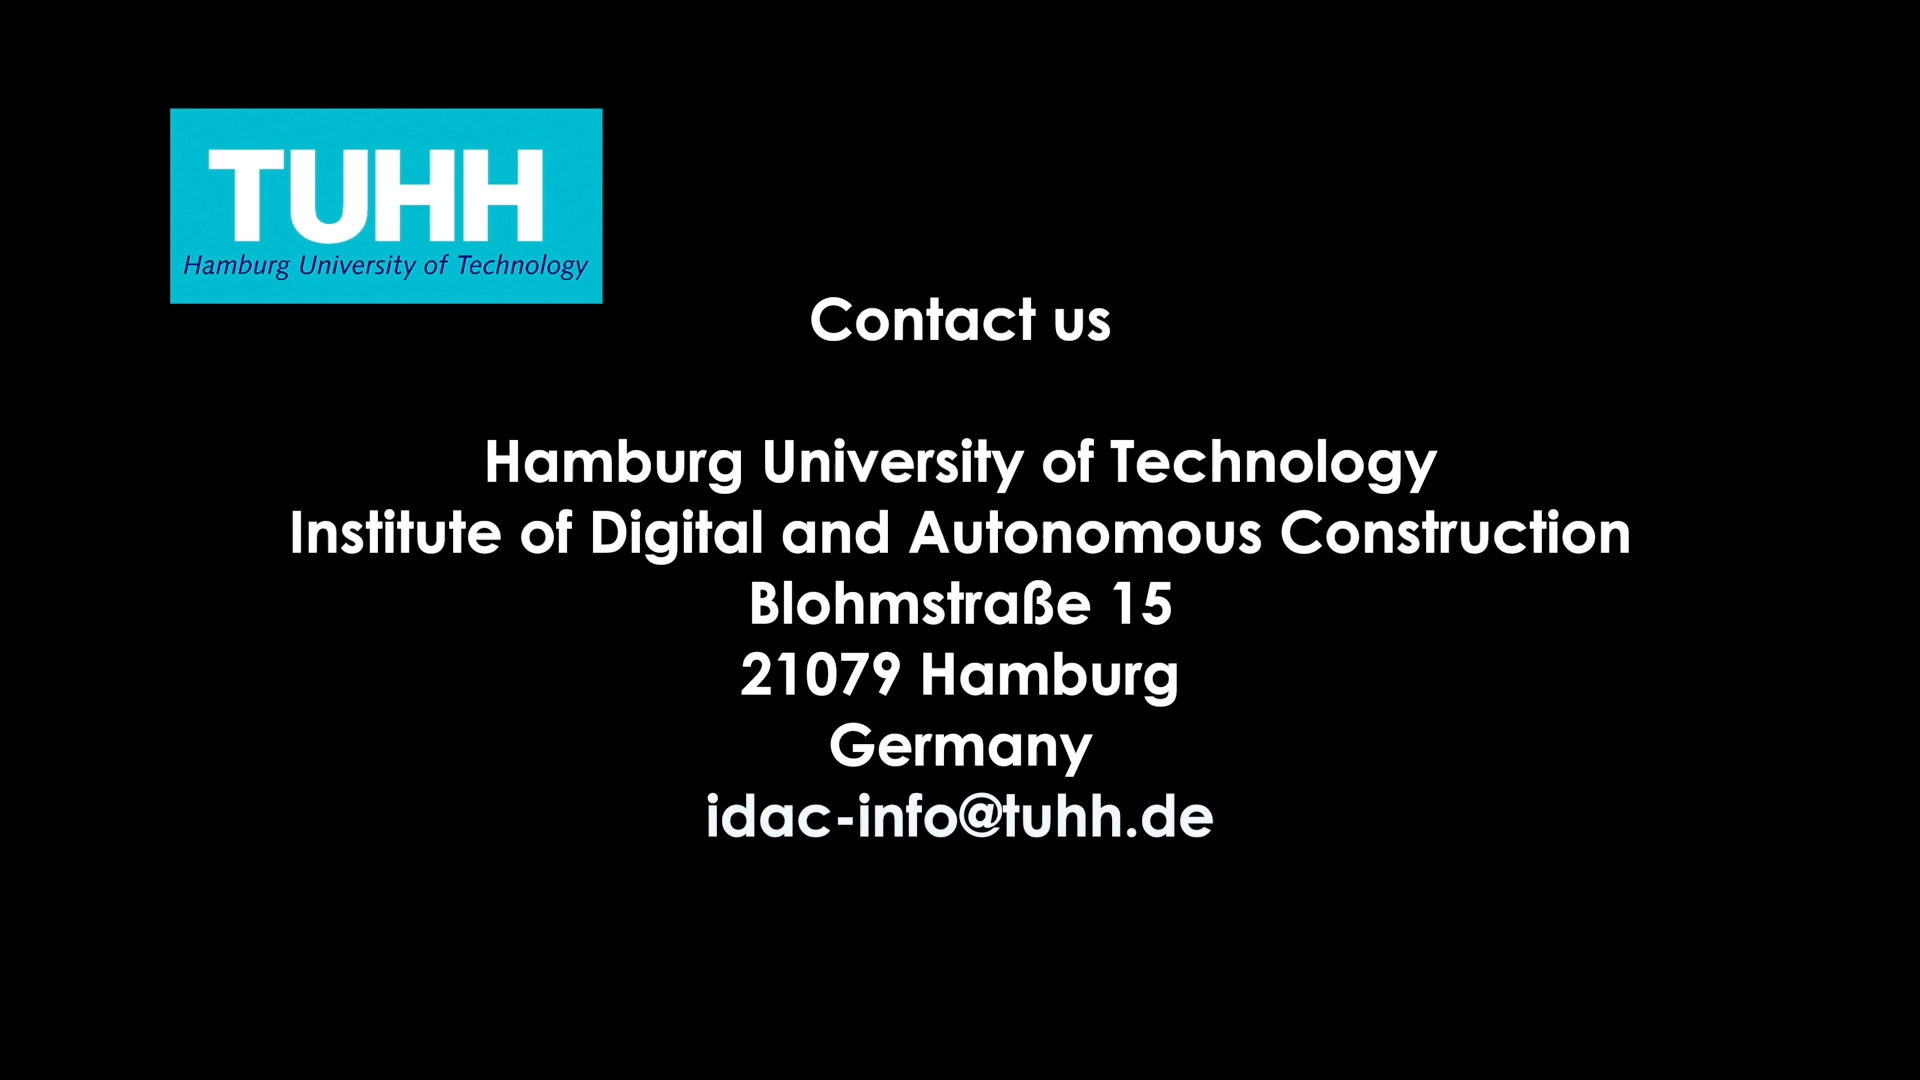 TUHH
Hamburg University of Technology
Contact us
Hamburg University of Technology
Institute of Digital and Autonomous Construction
Blohmstraße 15
21079 Hamburg
Germany
idac-info@tuhh.de